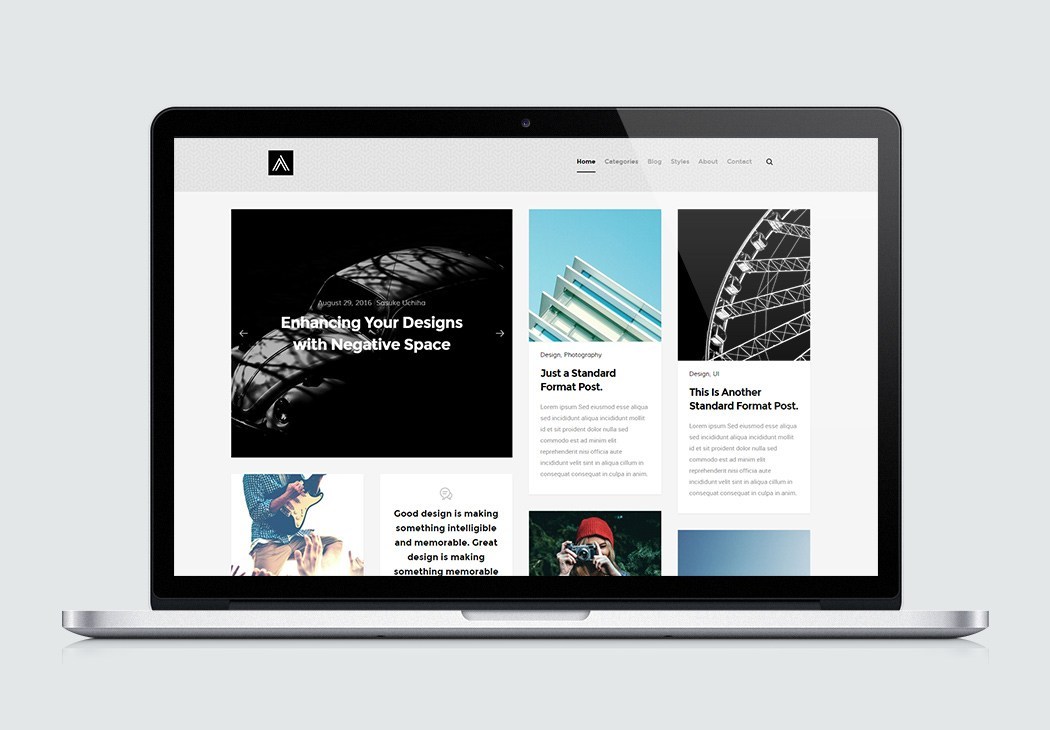 Home Categories Blog Styles About Contact
August 29, 2016 Sasuke Uchiha
Enhancing Your Designs
with Negative Space
Design, Photography
Just a Standard
Format Post.
Lorem ipsum Sed eiusmod esse aliqua
sed incididunt aliqua incididunt mollit
id et sit proident dolor nulla sed
commodo est ad minim elit
reprehenderit nisi officia aute
incididunt velit sint in aliqua cillum in
consequat consequat in culpa in anim.
Design, UI
This Is Another
Standard Format Post.
Lorem ipsum Sed eiusmod esse aliqua
sed incididunt aliqua incididunt mollit
id et sit proident dolor nulla sed
commodo est ad minim elit
reprehenderit nisi officia aute
incididunt velit sint in aliqua cillum in
consequat consequat in culpa in anim.
Good design is making
something intelligible
and memorable. Great
design is making
something memorable